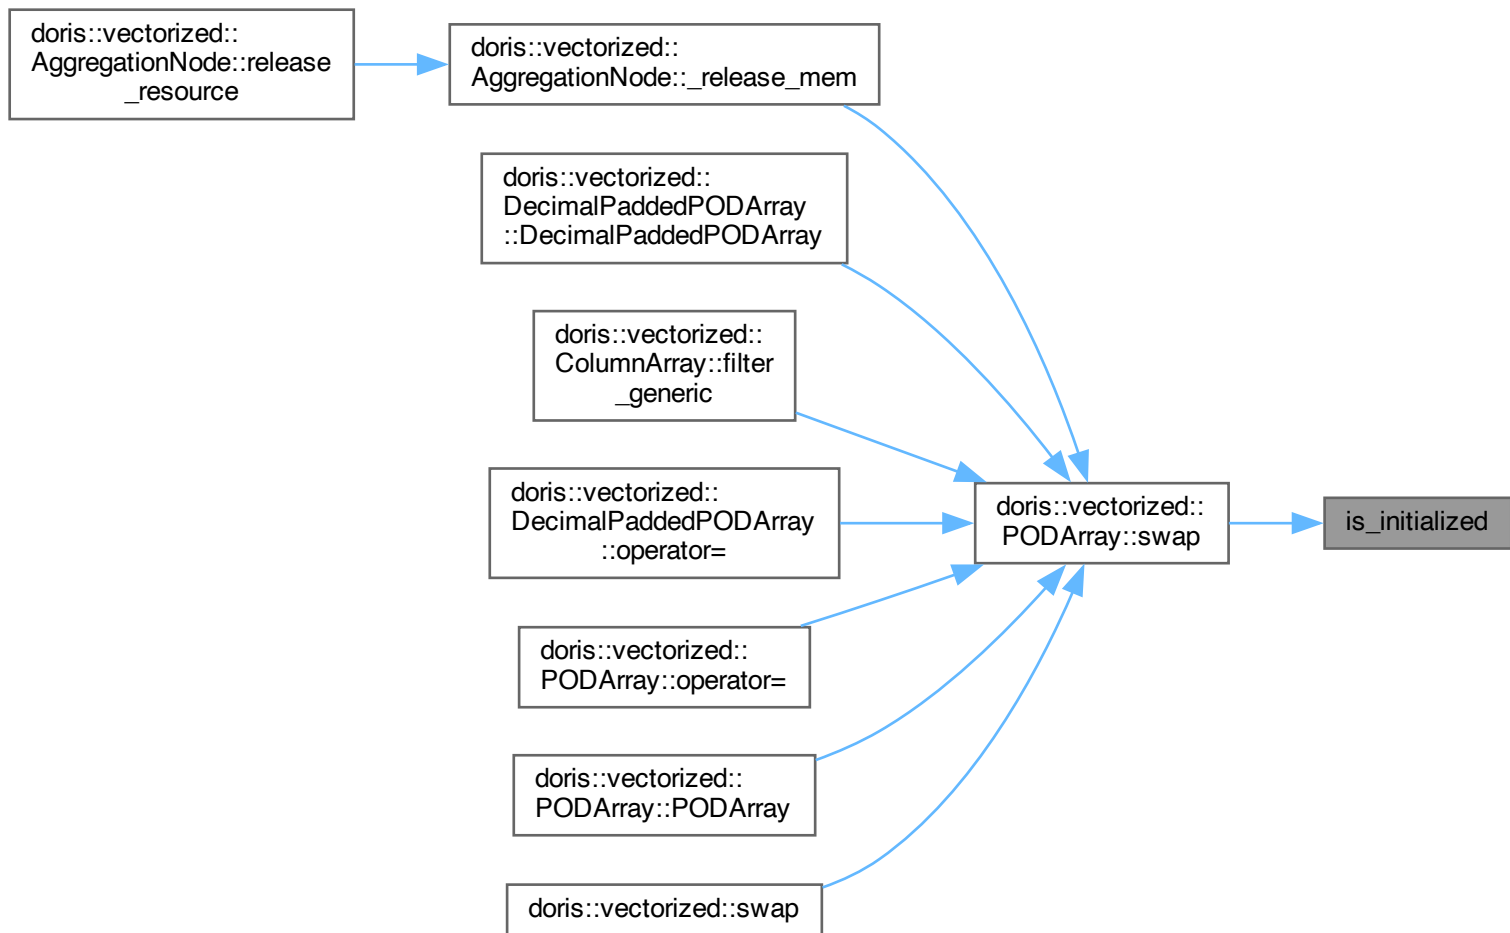 doris::vectorized::
AggregationNode::release
_resource
doris::vectorized::
AggregationNode::_release_mem
doris::vectorized::
DecimalPaddedPODArray
::DecimalPaddedPODArray
doris::vectorized::
ColumnArray::filter
_generic
doris::vectorized::
DecimalPaddedPODArray
::operator=
doris::vectorized::
PODArray::operator=
doris::vectorized::
PODArray::PODArray
doris::vectorized::swap
doris::vectorized::
PODArray::swap
is_initialized